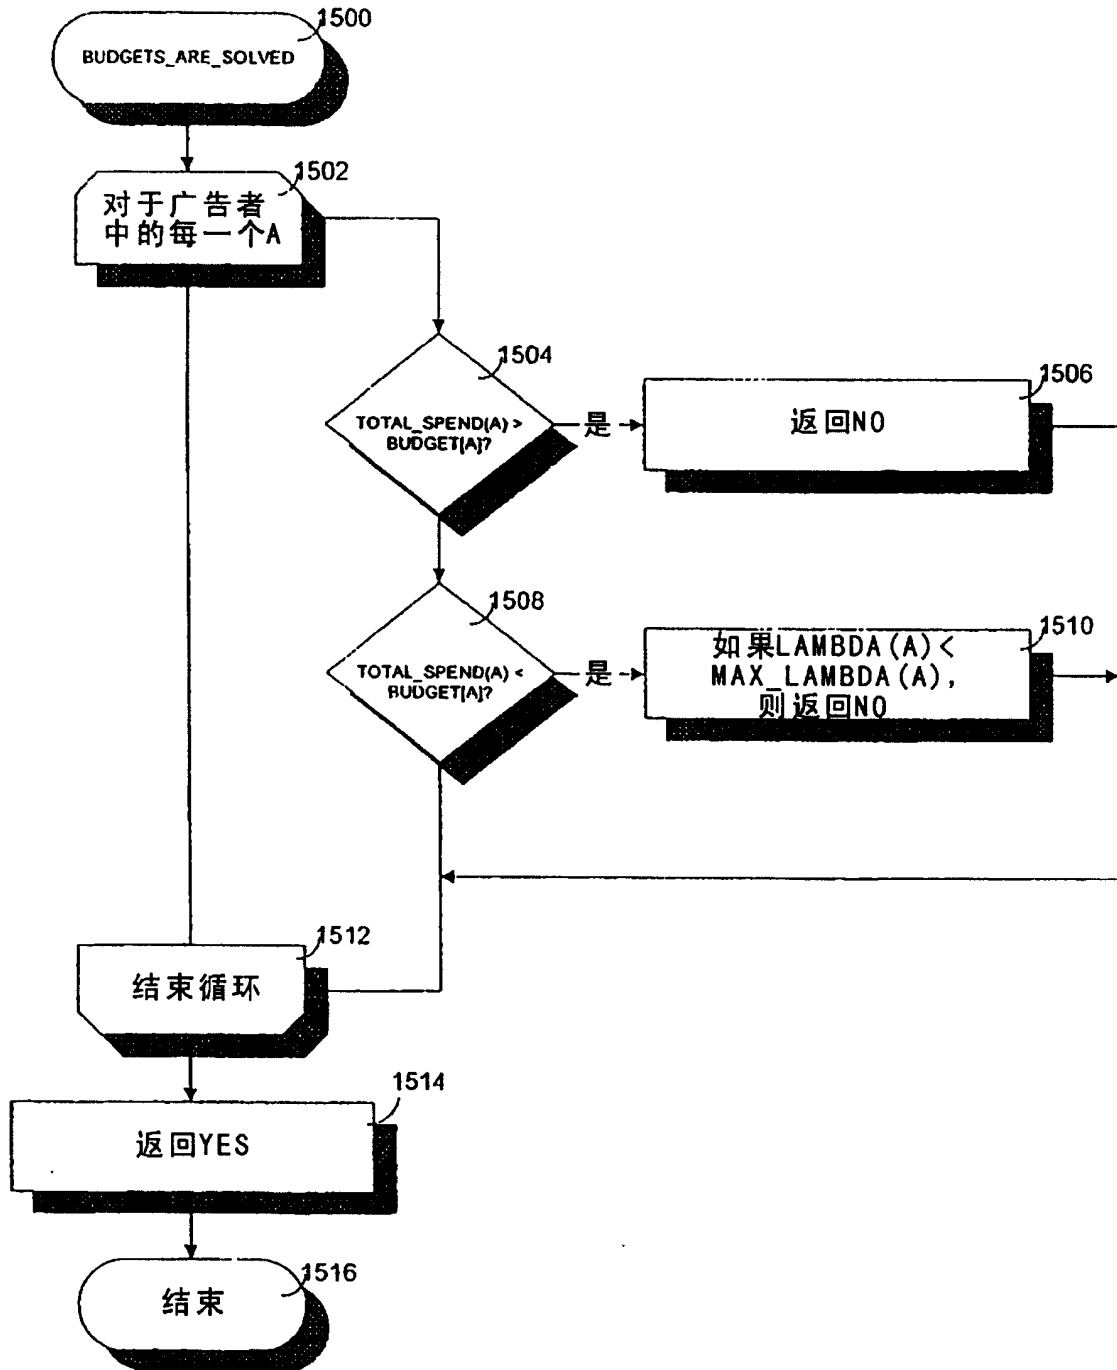 1500
BUDGETS_ARE_SOLVED
1502
对于广告者
中的每一个A
1504
TOTAL_SPEND(A) >
BUDGET[A]?
是
1506
返回NO
1508
TOTAL_SPEND(A) <
BUDGET[A]?
是
1510
如果LAMBDA(A)<
MAX_LAMBDA(A),
则返回NO
1512
结束循环
1514
返回YES
1516
结束